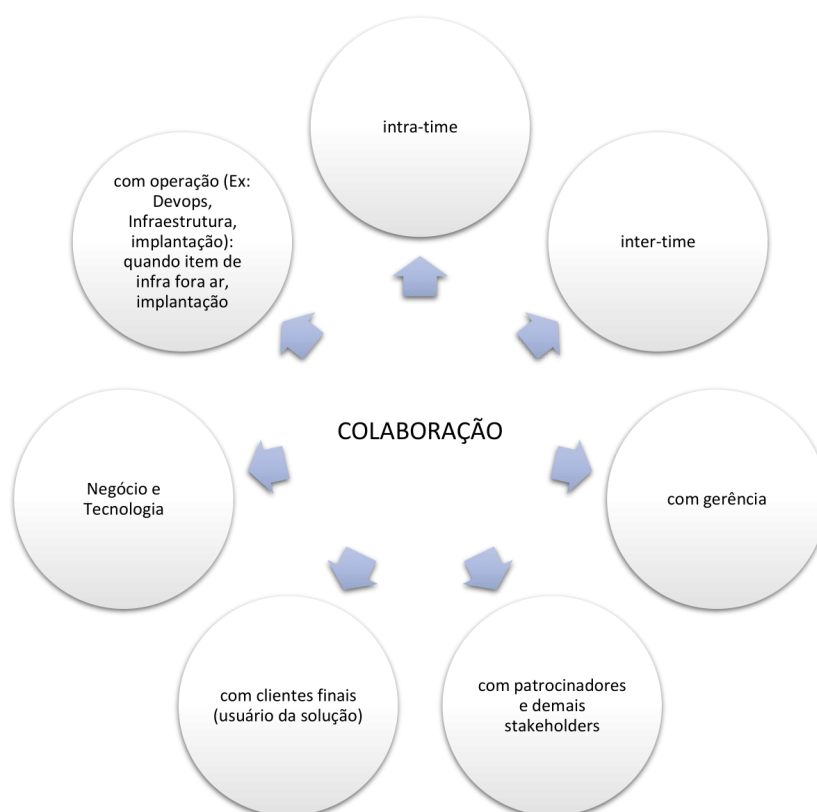 intra-time
inter-time
com gerência
com patrocinadores
e demais
stakeholders
com clientes finais
(usuário da solução)
Negócio e
Tecnologia
com operação (Ex:
Devops,
Infraestrutura,
implantação):
quando item de
infra fora ar,
implantação
COLABORAÇÃO